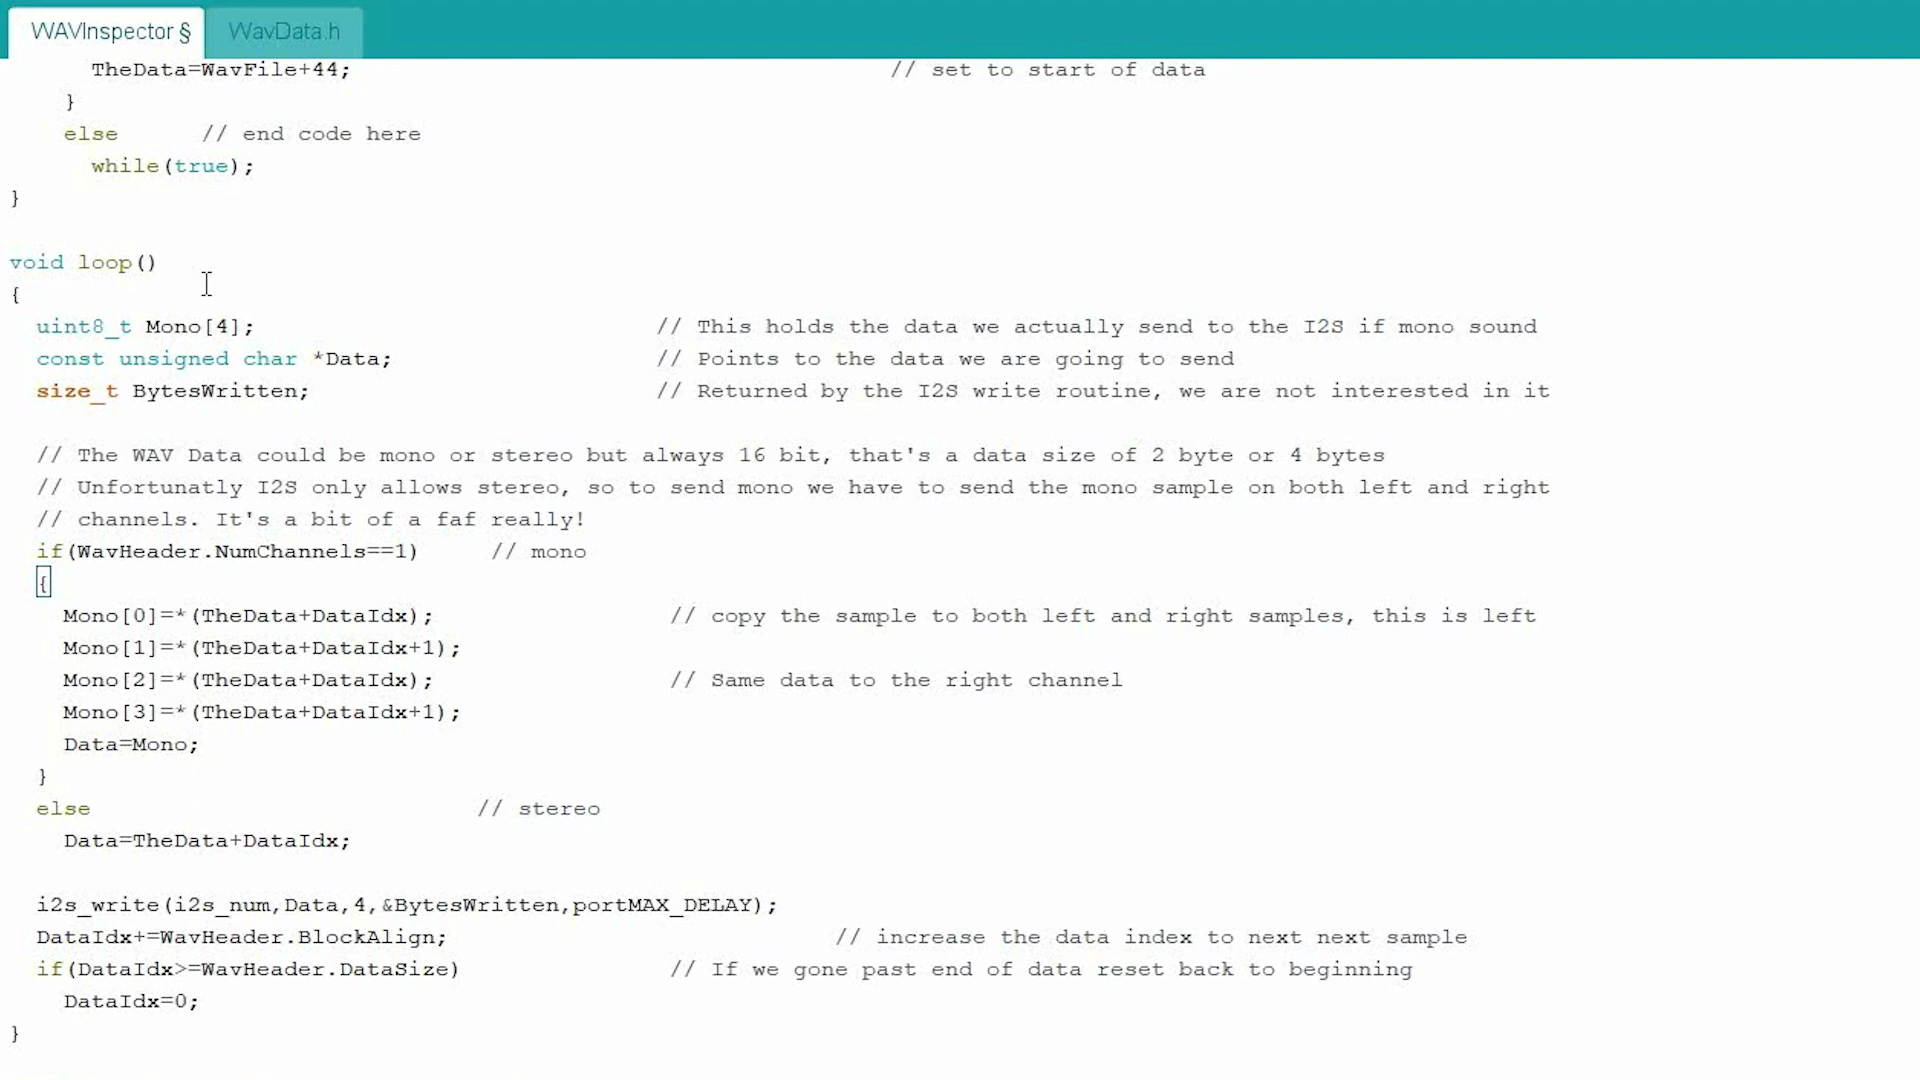 WAVInspector § WavData.h
TheData=WavFile+44; // set to start of data
}
else // end code here
while(true);
}
void loop()
{
uint8_t Mono[4]; // This holds the data we actually send to the I2S if mono sound
const unsigned char *Data; // Points to the data we are going to send
size_t BytesWritten; // Returned by the I2S write routine, we are not interested in it
// The WAV Data could be mono or stereo but always 16 bit, that's a data size of 2 byte or 4 bytes
// Unfortunatly I2S only allows stereo, so to send mono we have to send the mono sample on both left and right
// channels. It's a bit of a faf really!
if(WavHeader.NumChannels==1) // mono
{
Mono[0]=*(TheData+DataIdx); // copy the sample to both left and right samples, this is left
Mono[1]=*(TheData+DataIdx+1);
Mono[2]=*(TheData+DataIdx); // Same data to the right channel
Mono[3]=*(TheData+DataIdx+1);
Data=Mono;
}
else // stereo
Data=TheData+DataIdx;
i2s_write(i2s_num,Data,4,&BytesWritten,portMAX_DELAY);
DataIdx+=WavHeader.BlockAlign; // increase the data index to next next sample
if(DataIdx>=WavHeader.DataSize) // If we gone past end of data reset back to beginning
DataIdx=0;
}